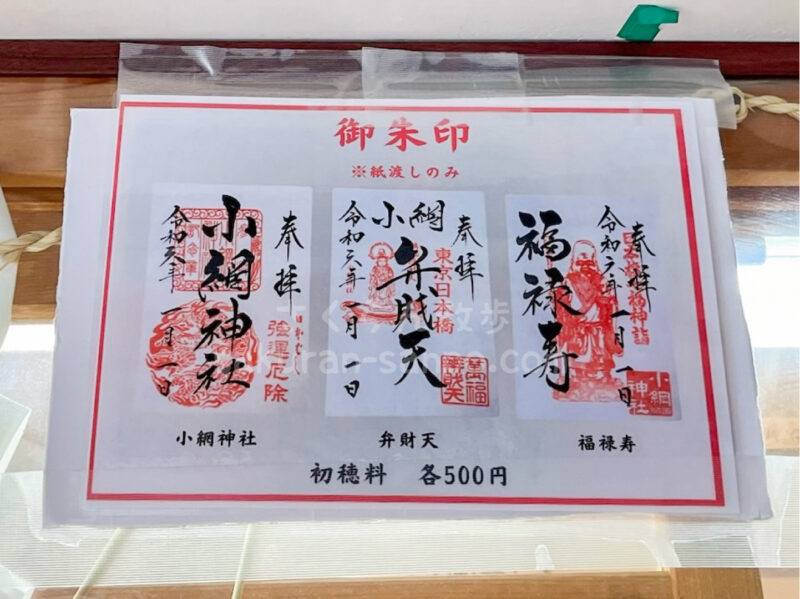 御朱印
※紙渡しのみ
奉拝
小網神社
令和六年一月一日
強運厄除
奉拝
東京日本橋
小網
弁財天
令和六年一月一日
萬福
奉拝
福禄寿
令和六年一月一日
小網
神社
小網神社
弁財天
福禄寿
初穂料 各500円